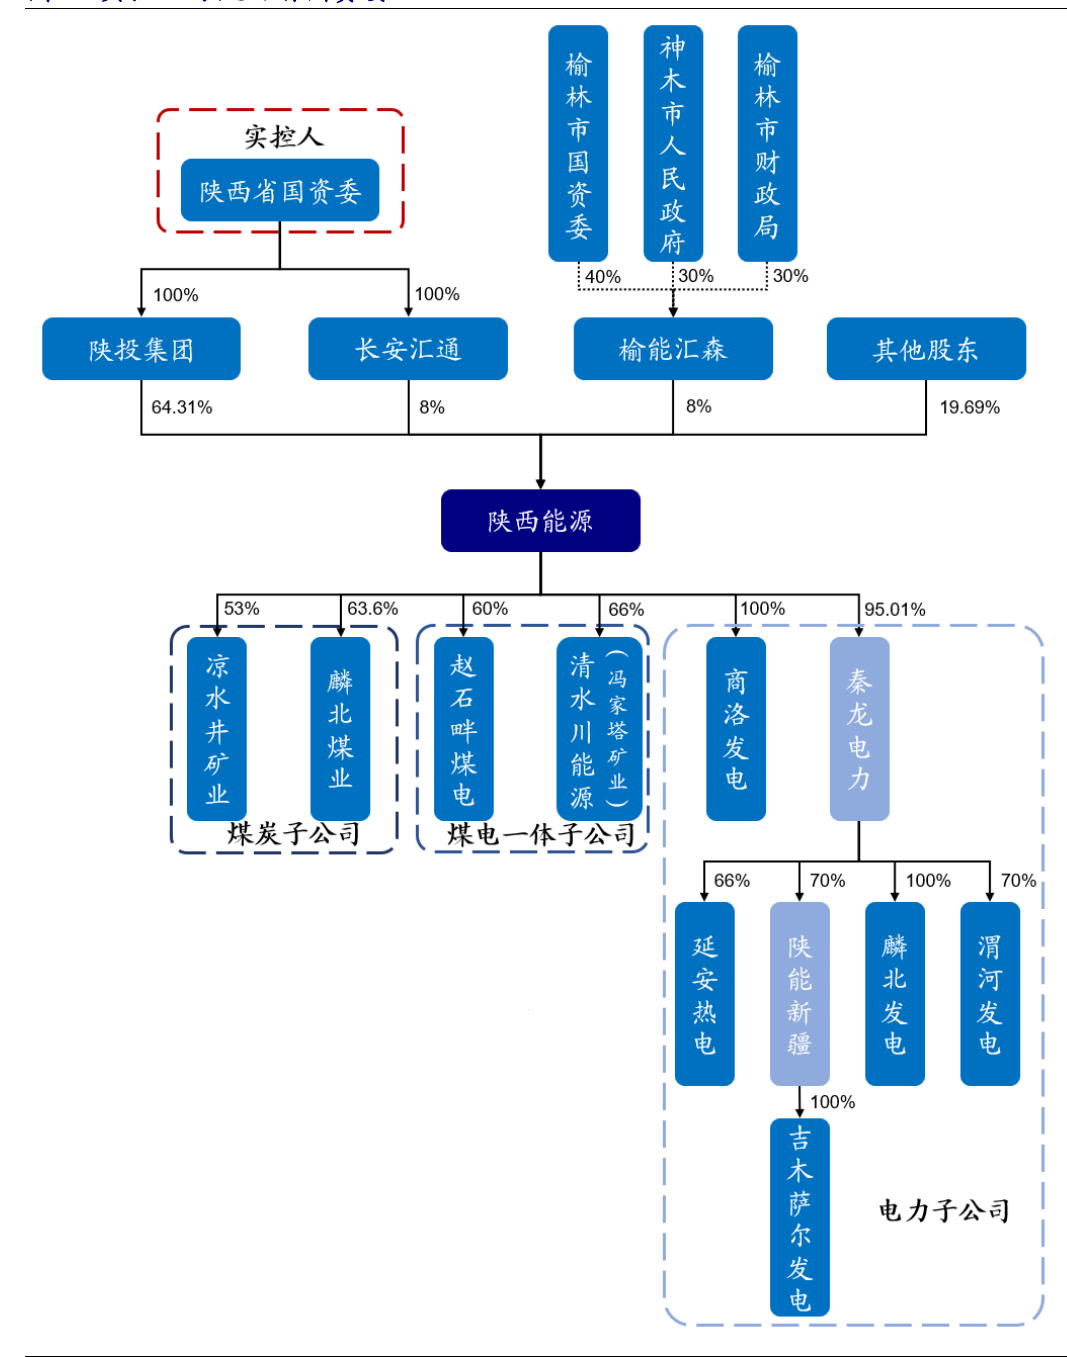 榆林市国资委
神木市人民政府
榆林市财政局
实控人
陕西省国资委
40%
30%
30%
100%
100%
陕投集团
长安汇通
榆能汇森
其他股东
64.31%
8%
8%
19.69%
陕西能源
53%
63.6%
60%
66%
100%
95.01%
凉水井矿业
麟北煤业
赵石畔煤电
清水川能源
（冯家塔矿业）
商洛发电
秦龙电力
煤炭子公司
煤电一体子公司
66%
70%
100%
70%
延安热电
陕能新疆
麟北发电
渭河发电
100%
吉木萨尔发电
电力子公司